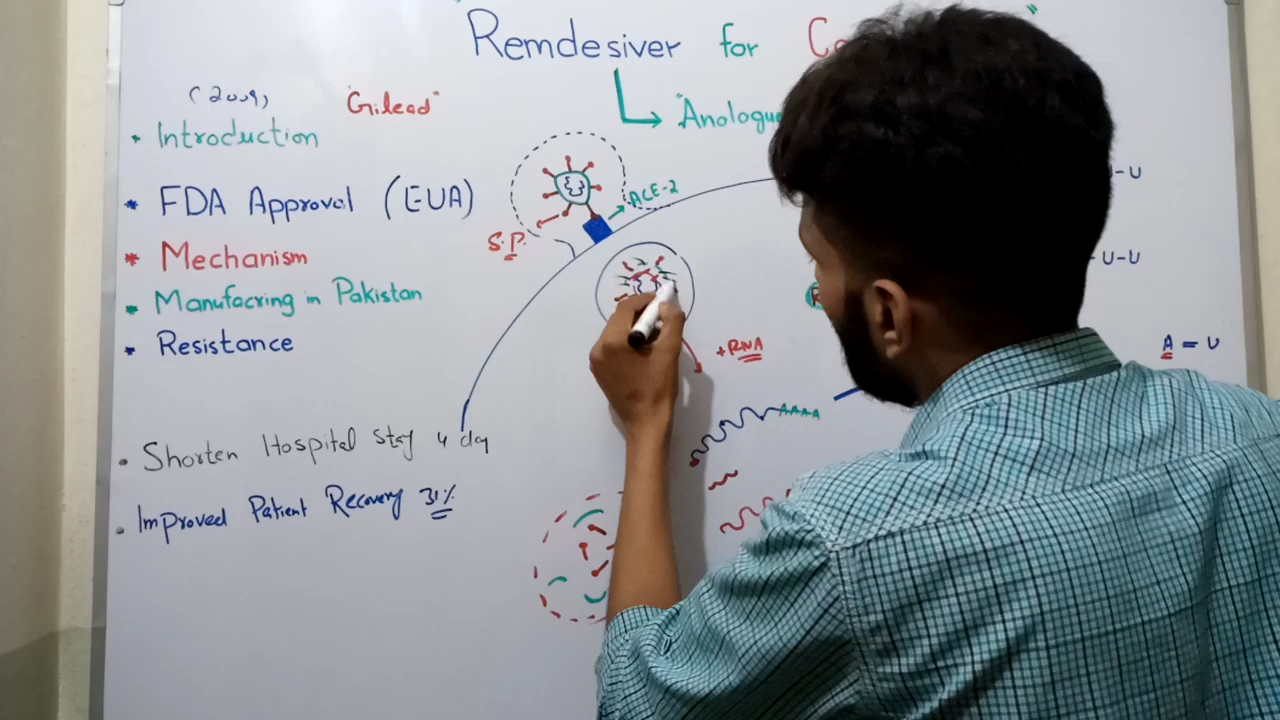 Remdesiver for
(2009) "Gilead"
Analogue
• Introduction
• FDA Approval (EUA)
• Mechanism
• Manufacring in Pakistan
• Resistance
ACE-2
S.P.
U-U
U-U
+RNA
A = U
AAAA
• Shorten Hospital Stay 4 day
• Improved Patient Recovery 31%